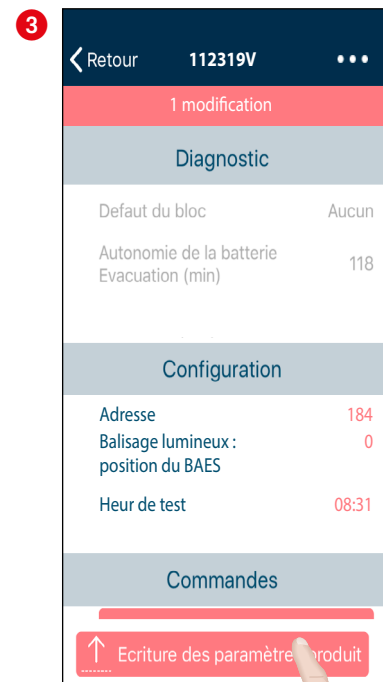 3
Retour 112319V •••
1 modification
Diagnostic
Defaut du bloc Aucun
Autonomie de la batterie
Evacuation (min) 118
Configuration
Adresse 184
Balisage lumineux : 0
position du BAES
Heur de test 08:31
Commandes
Ecriture des paramètre produit